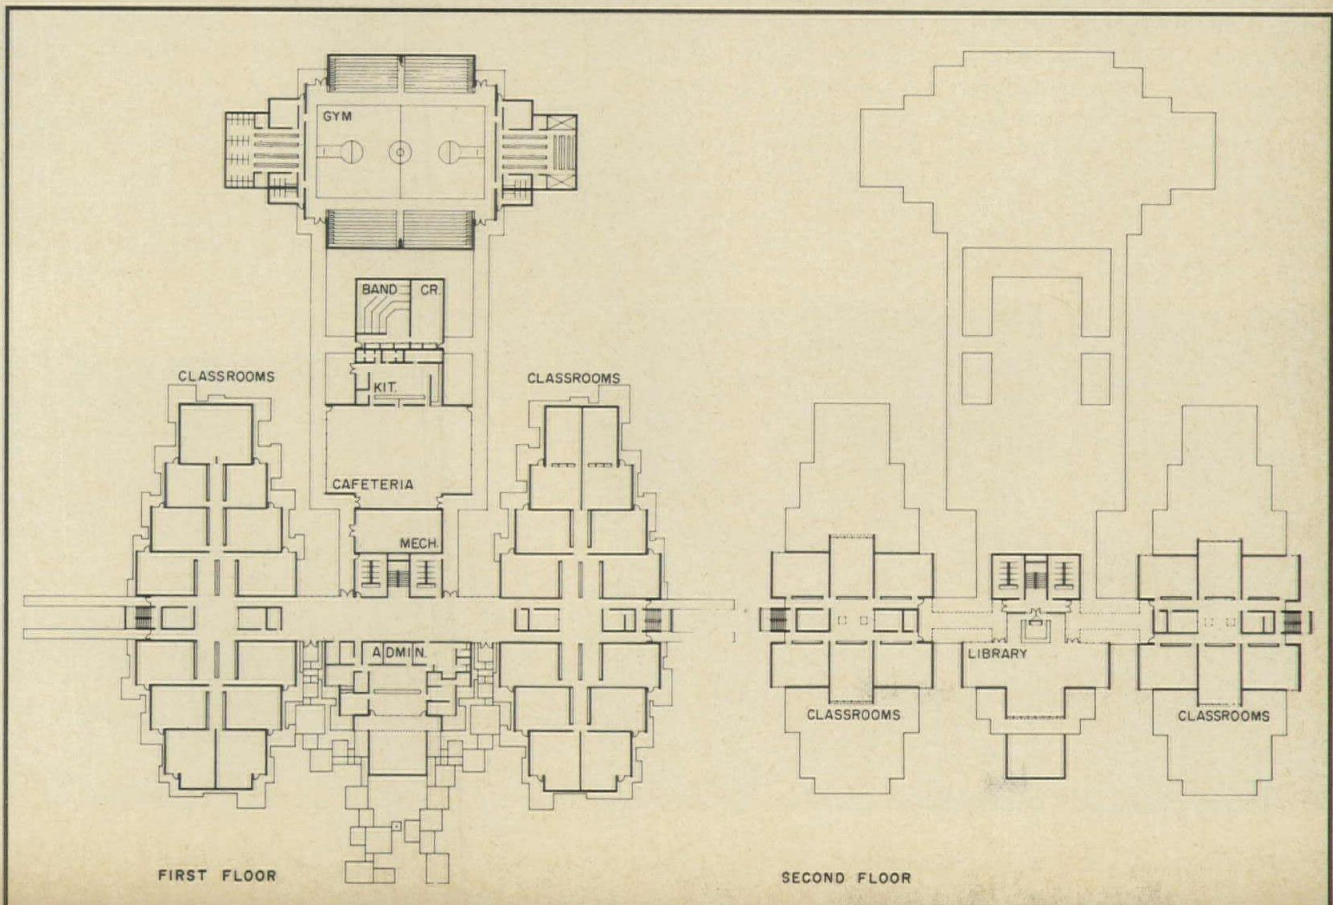 GYM
BAND CR.
KIT.
CLASSROOMS
CLASSROOMS
CAFETERIA
MECH.
ADMIN.
FIRST FLOOR
LIBRARY
CLASSROOMS
CLASSROOMS
SECOND FLOOR